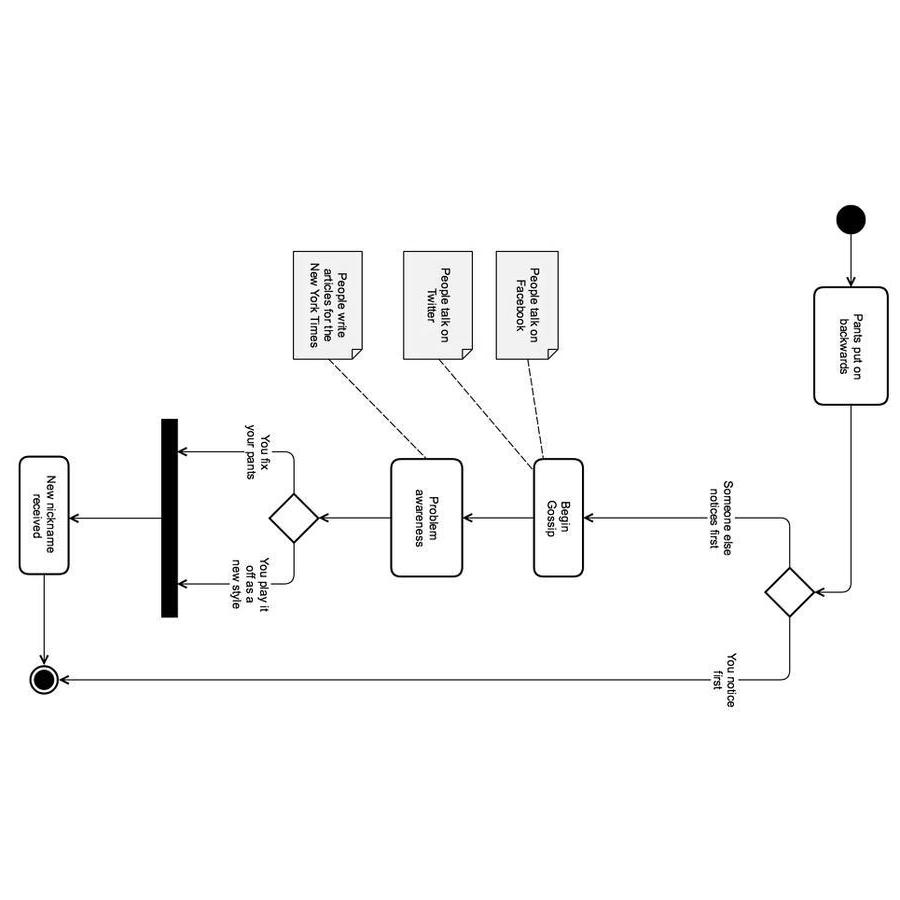 Pants put on
backwards
Someone else
notices first
You notice
first
People talk on
Facebook
People talk on
Twitter
Begin
Gossip
People write
articles for the
New York Times
Problem
awareness
You fix
your pants
You play it
off as a
new style
New nickname
received